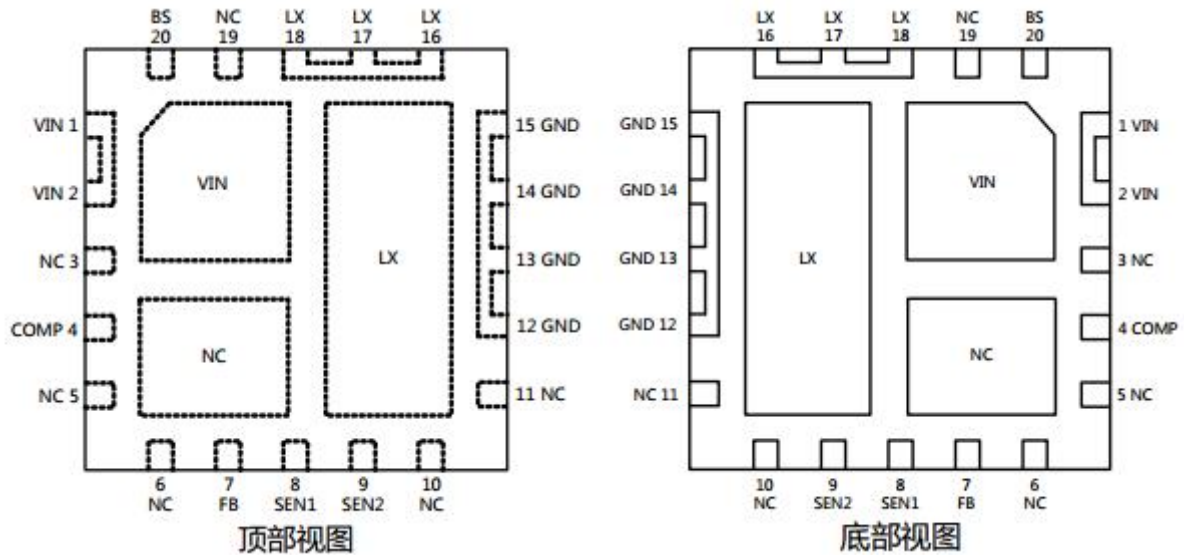 BS NC LX LX LX
20 19 18 17 16
VIN 1
VIN 2
NC 3
COMP 4
NC 5
VIN
LX
NC
15 GND
14 GND
13 GND
12 GND
11 NC
6 7 8 9 10
NC FB SEN1 SEN2 NC
顶部视图
LX LX LX NC BS
16 17 18 19 20
GND 15
GND 14
GND 13
GND 12
NC 11
LX
VIN
NC
1 VIN
2 VIN
3 NC
4 COMP
5 NC
10 9 8 7 6
NC SEN2 SEN1 FB NC
底部视图